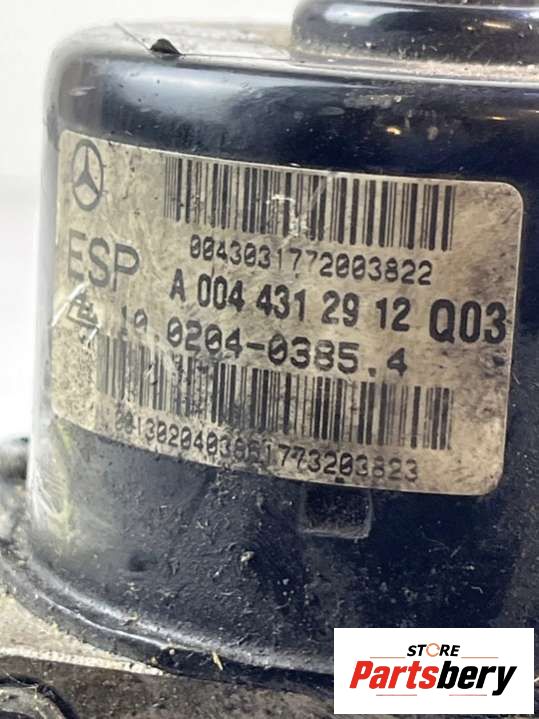 0043031772003822
ESP
A 004 431 29 12 Q03
10.0204-0385.4
STORE
Partsbery